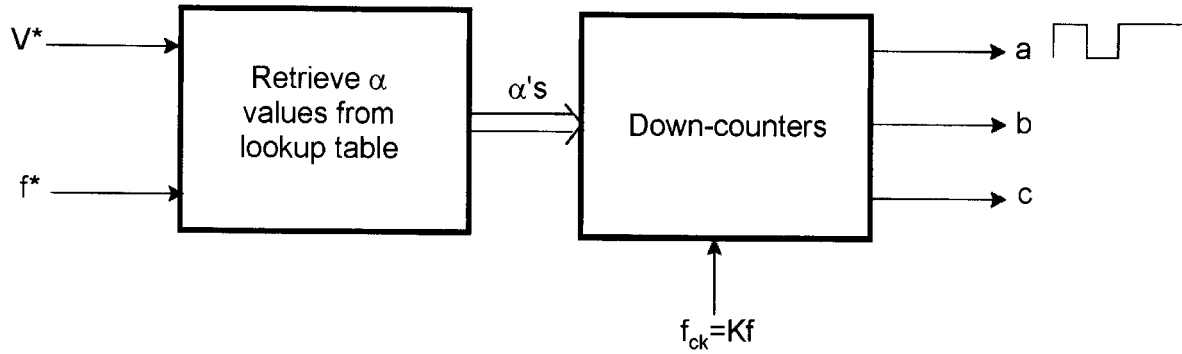 V*
f*
Retrieve α
values from
lookup table
α's
Down-counters
a
b
c
f_ck=Kf